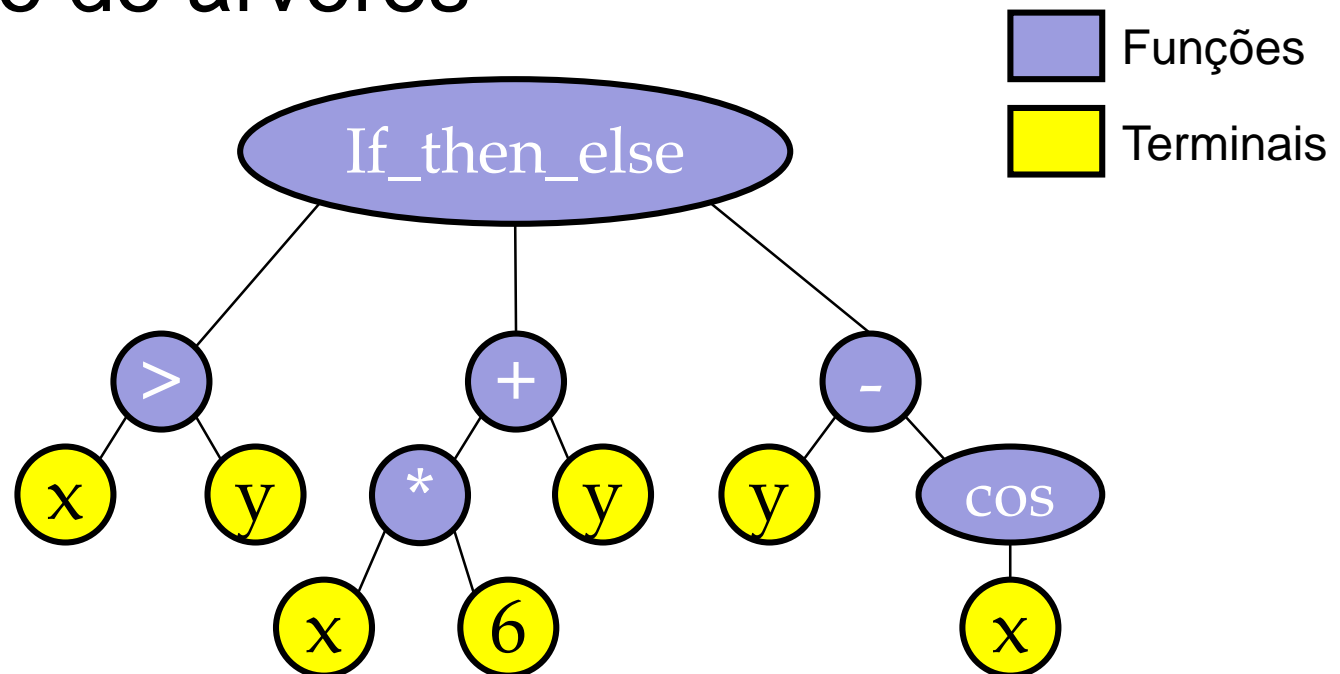 de árvores
Funções
Terminais
If_then_else
> + -
x y * y y cos
x 6 x